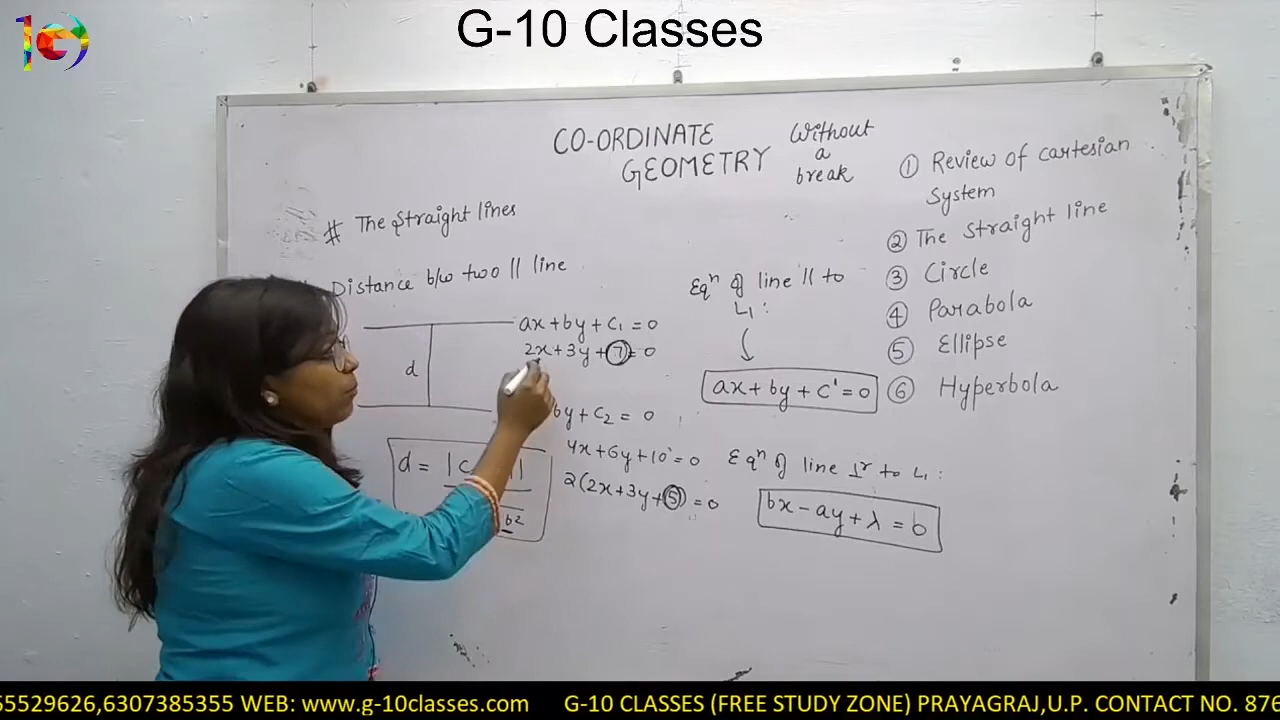 G-10 Classes
CO-ORDINATE
GEOMETRY
Without
a
break
# The Straight lines
Distance b/w two || line
ax + by + C₁ = 0
2x + 3y + 7 = 0
d
by + C₂ = 0
4x + 6y + 10 = 0
2(2x + 3y + 5) = 0
d = |C |
b²
Eqⁿ of line || to
L₁ :
ax + by + C' = 0
Eqⁿ of line ⊥ʳ to L₁ :
bx - ay + λ = 0
① Review of cartesian
System
② The Straight line
③ Circle
④ Parabola
⑤ Ellipse
⑥ Hyperbola
55529626,6307385355 WEB: www.g-10classes.com G-10 CLASSES (FREE STUDY ZONE) PRAYAGRAJ,U.P. CONTACT NO. 876